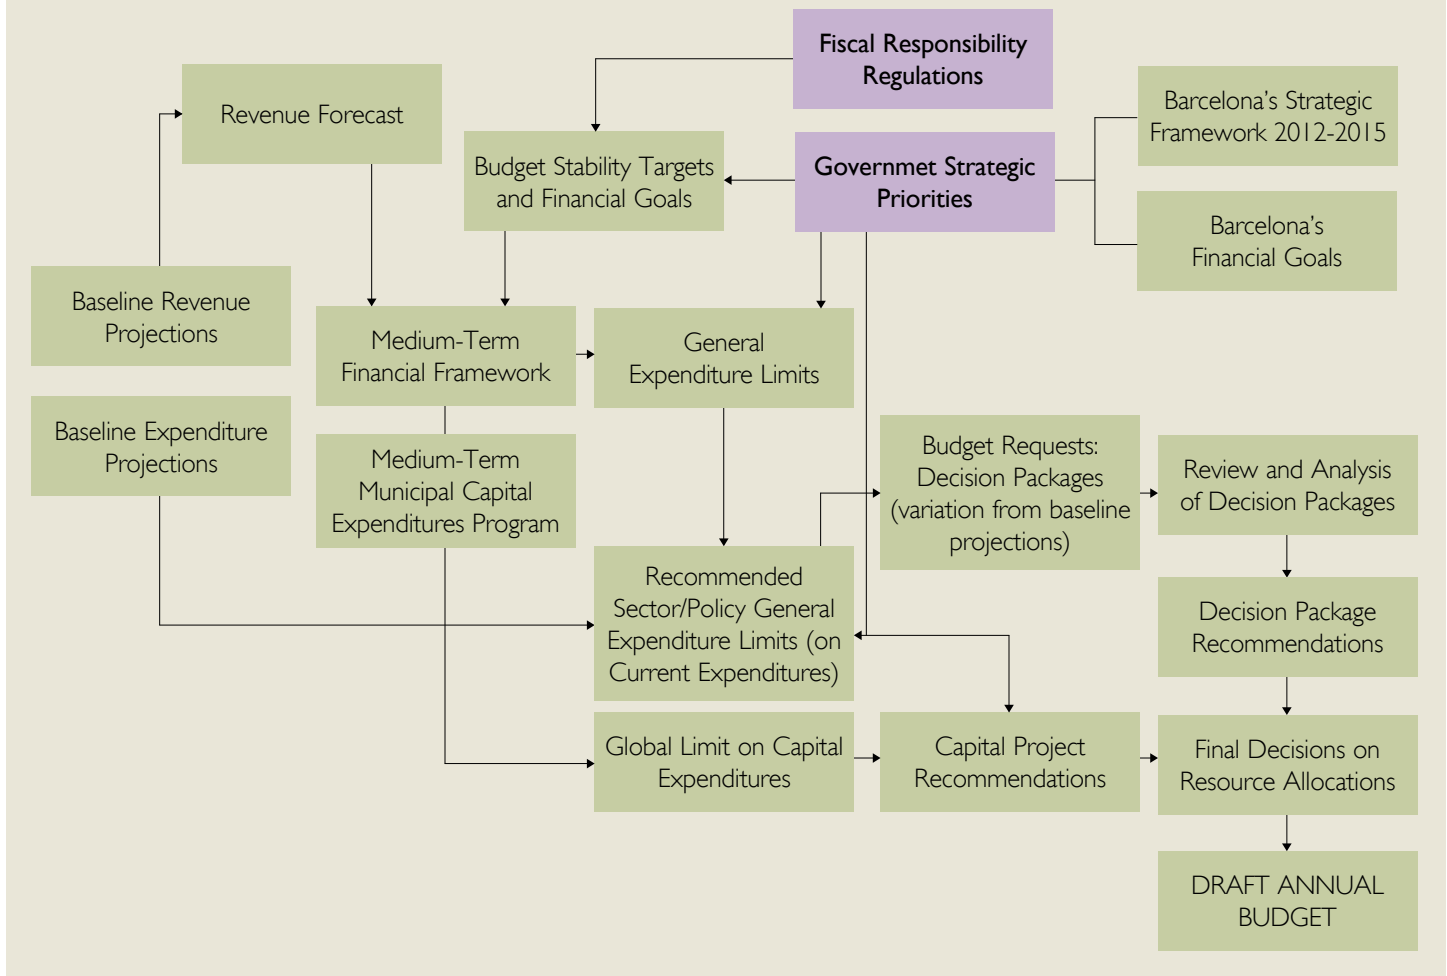 Fiscal Responsibility
Regulations
Revenue Forecast
Barcelona's Strategic
Framework 2012-2015
Budget Stability Targets
and Financial Goals
Governmet Strategic
Priorities
Barcelona's
Financial Goals
Baseline Revenue
Projections
Medium-Term
Financial Framework
General
Expenditure Limits
Baseline Expenditure
Projections
Medium-Term
Municipal Capital
Expenditures Program
Budget Requests:
Decision Packages
(variation from baseline
projections)
Review and Analysis
of Decision Packages
Recommended
Sector/Policy General
Expenditure Limits (on
Current Expenditures)
Decision Package
Recommendations
Global Limit on Capital
Expenditures
Capital Project
Recommendations
Final Decisions on
Resource Allocations
DRAFT ANNUAL
BUDGET